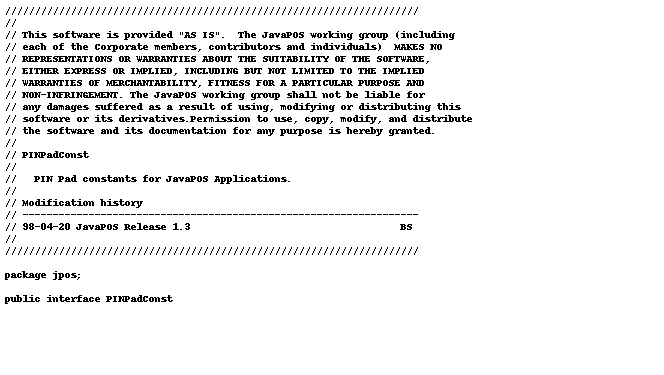 /////////////////////////////////////////////////////////////////////
//
// This software is provided "AS IS".  The JavaPOS working group (including
// each of the Corporate members, contributors and individuals)  MAKES NO
// REPRESENTATIONS OR WARRANTIES ABOUT THE SUITABILITY OF THE SOFTWARE,
// EITHER EXPRESS OR IMPLIED, INCLUDING BUT NOT LIMITED TO THE IMPLIED
// WARRANTIES OF MERCHANTABILITY, FITNESS FOR A PARTICULAR PURPOSE AND
// NON-INFRINGEMENT. The JavaPOS working group shall not be liable for
// any damages suffered as a result of using, modifying or distributing this
// software or its derivatives.Permission to use, copy, modify, and distribute
// the software and its documentation for any purpose is hereby granted.
//
// PINPadConst
//
//   PIN Pad constants for JavaPOS Applications.
//
// Modification history
// ------------------------------------------------------------------
// 98-04-20 JavaPOS Release 1.3                                   BS
//
/////////////////////////////////////////////////////////////////////
package jpos;
public interface PINPadConst